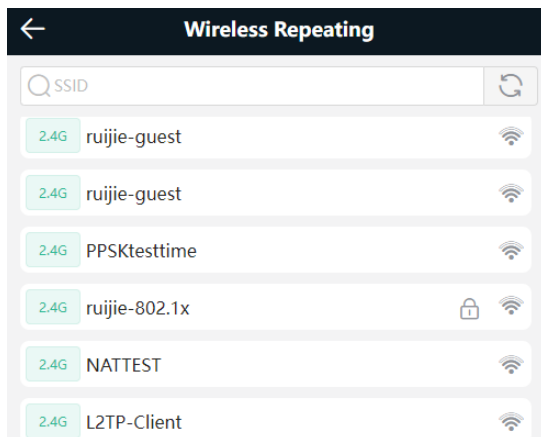 Wireless Repeating
SSID
2.4G ruijie-guest
2.4G ruijie-guest
2.4G PPSKtesttime
2.4G ruijie-802.1x
2.4G NATTEST
2.4G L2TP-Client